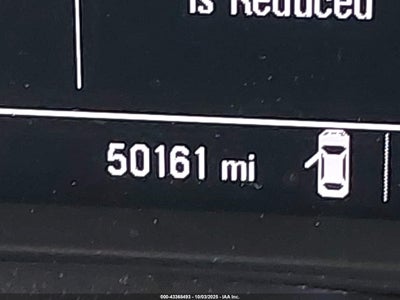 is Reduced
50161 mi
000-43368493 - 10/03/2025 - IAA Inc.